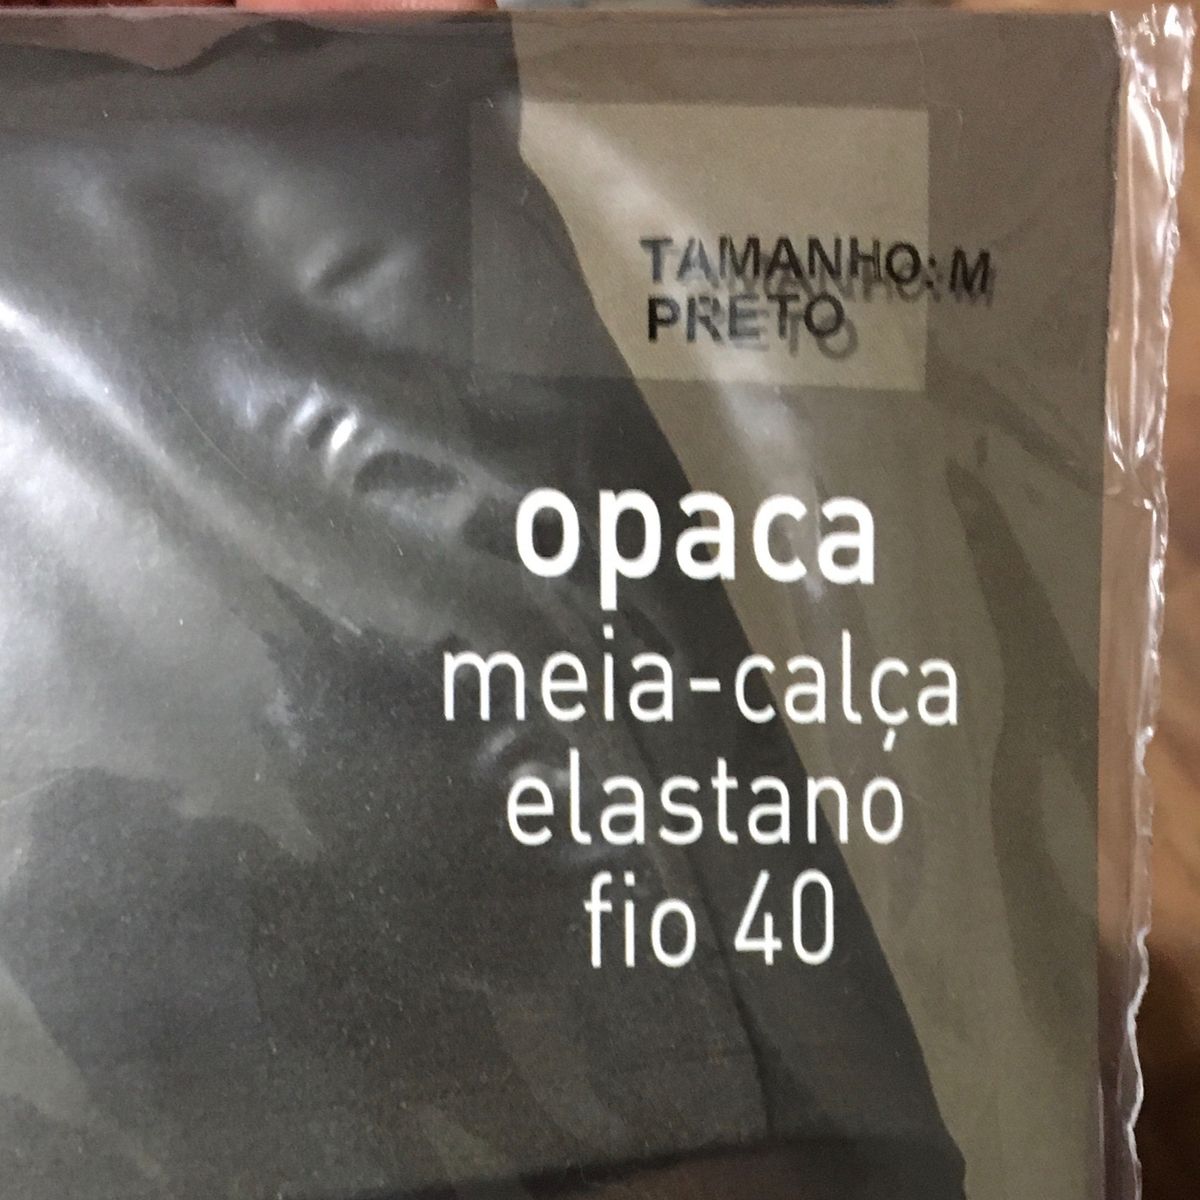 TAMANHO: M
PRETO
opaca
meia-calça
elastano
fio 40